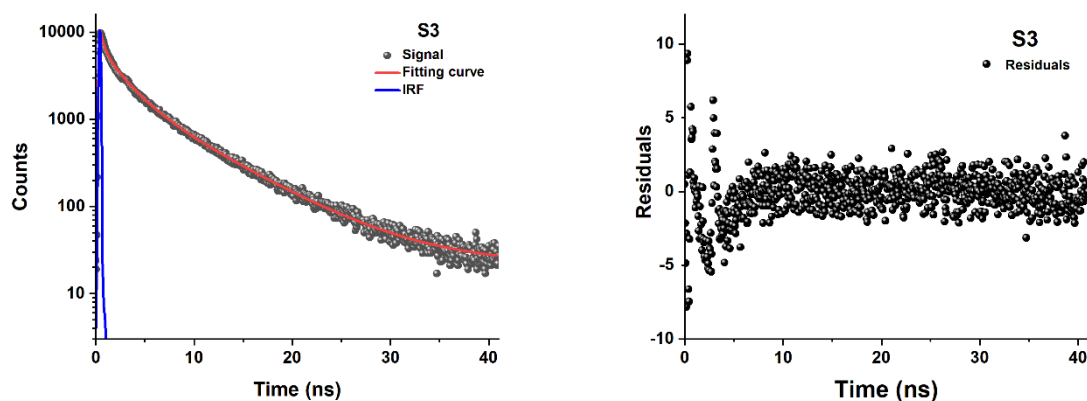 S3
Signal
Fitting curve
IRF
10000
1000
100
10
Counts
0 10 20 30 40
Time (ns)
S3
Residuals
10
5
0
-5
-10
Residuals
0 10 20 30 40
Time (ns)